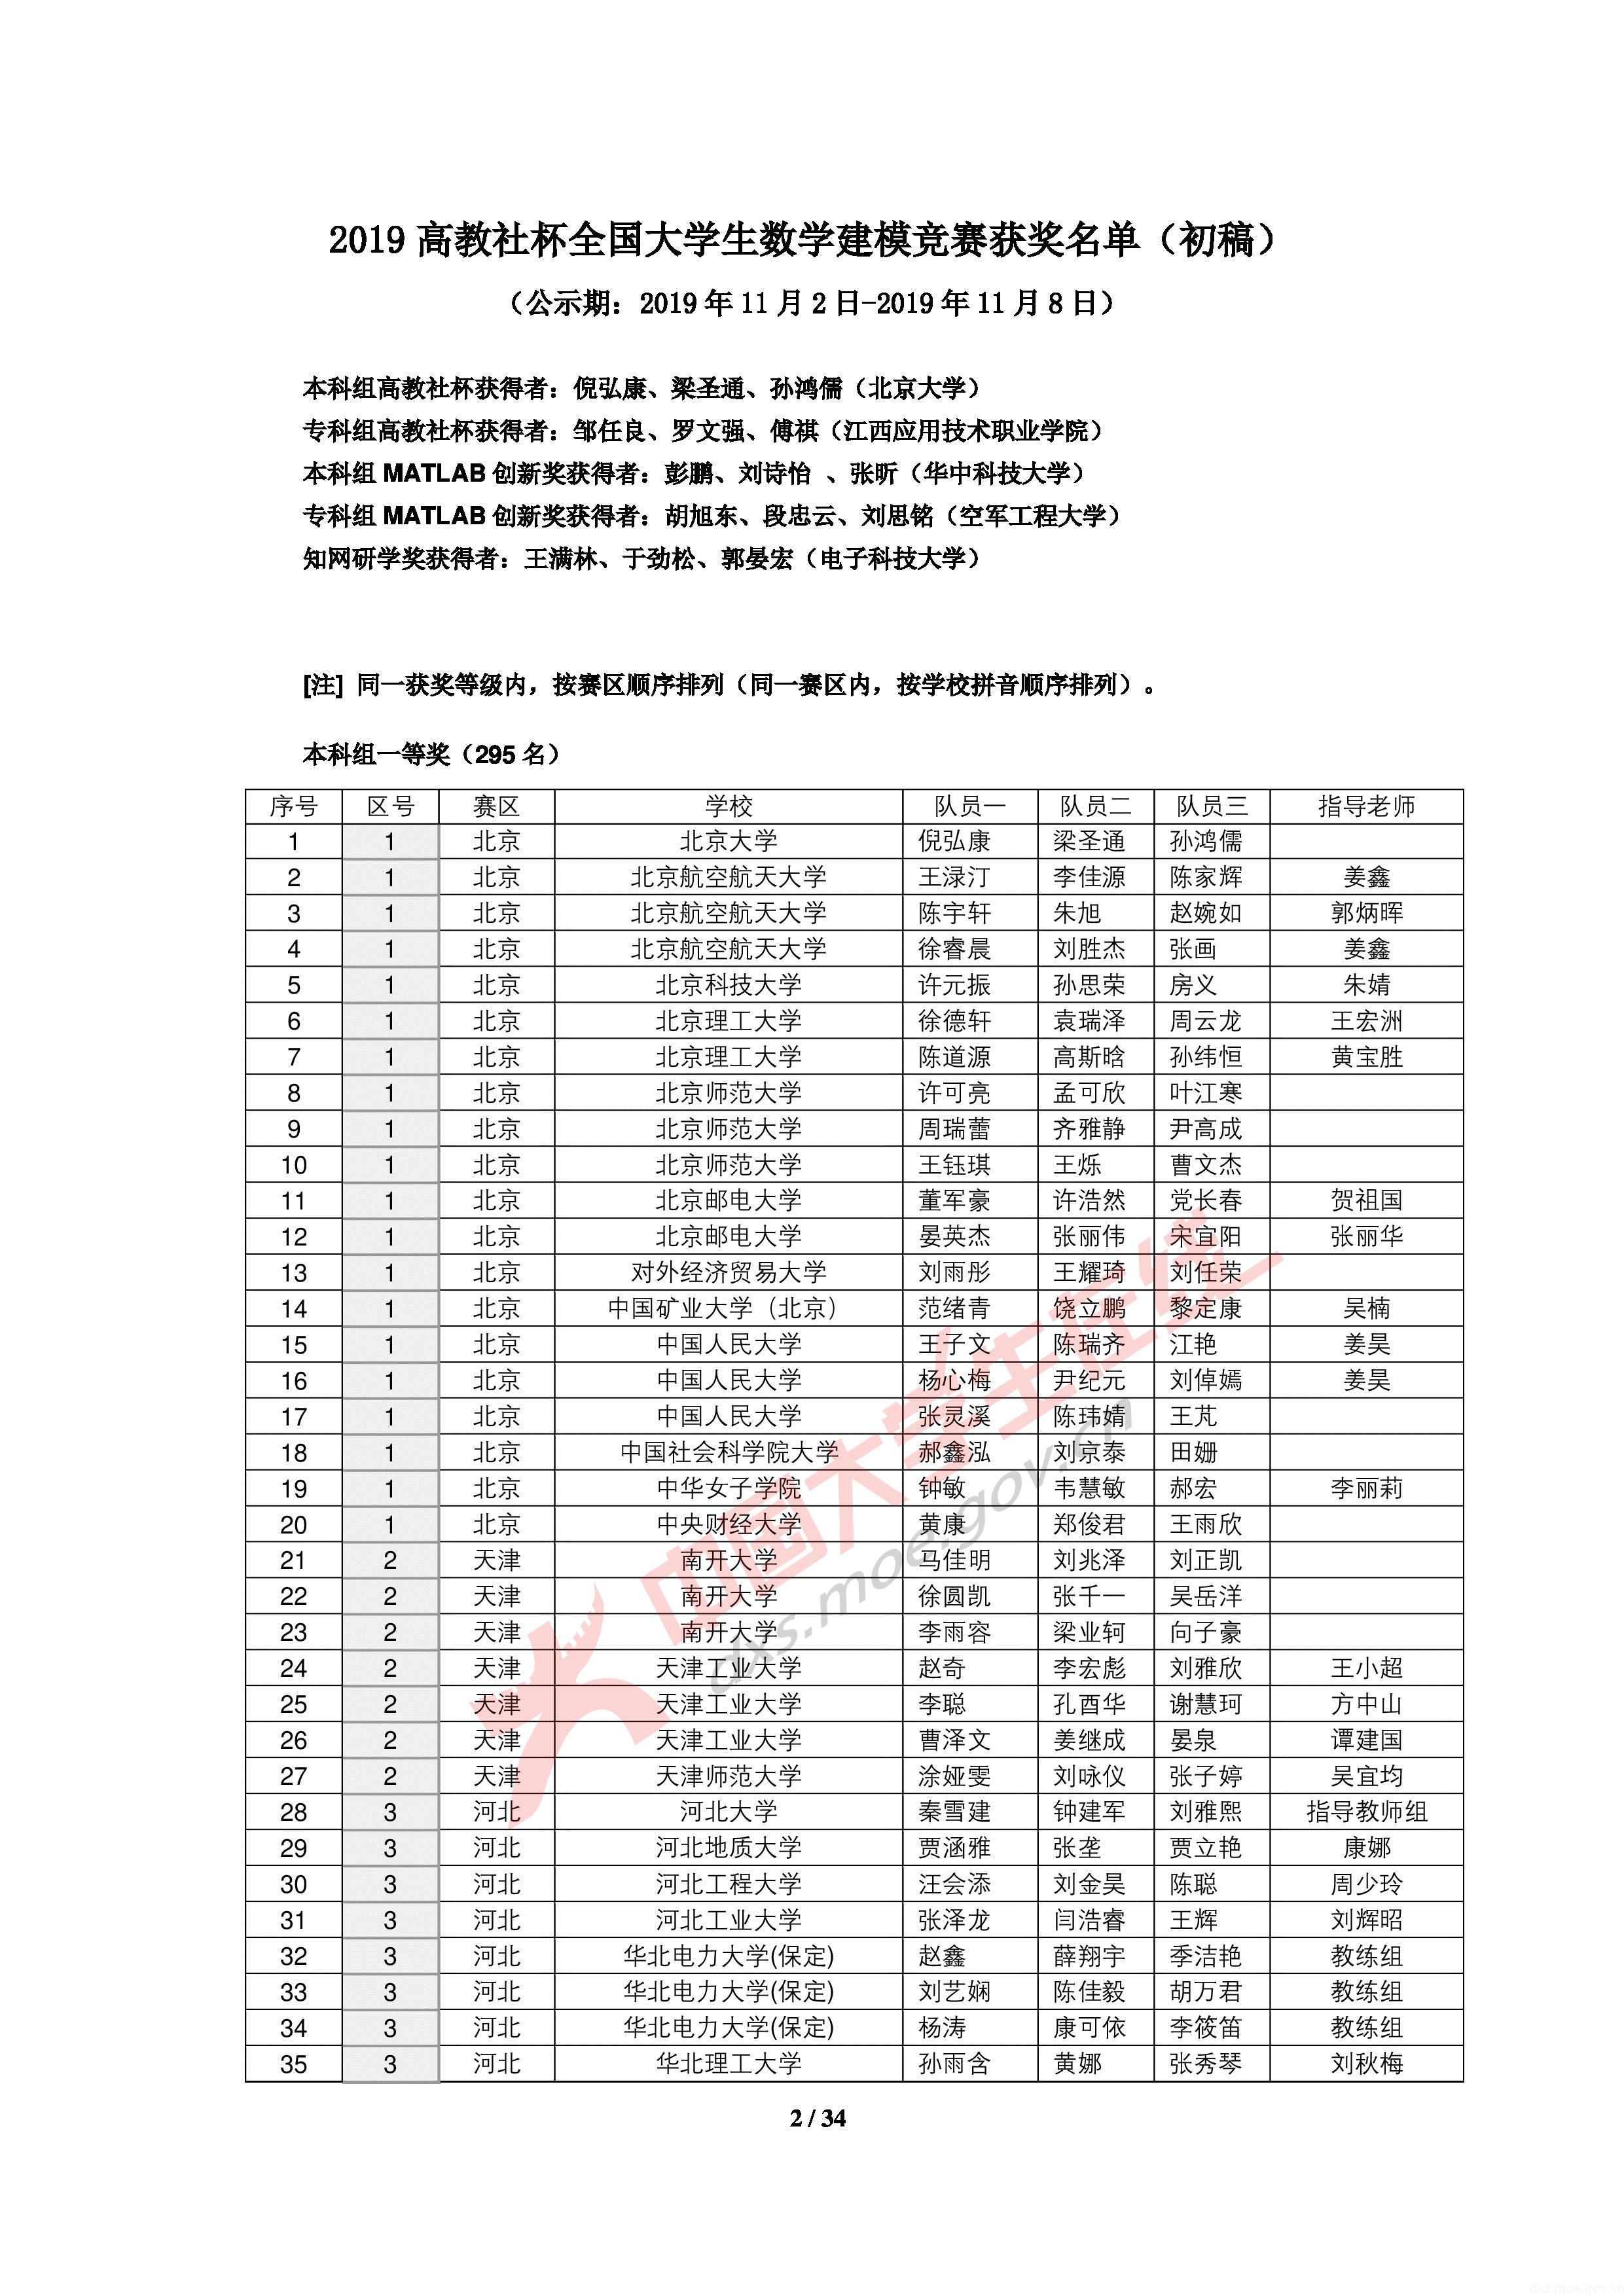 2019 高教社杯全国大学生数学建模竞赛获奖名单（初稿）
（公示期：2019 年 11 月 2 日-2019 年 11 月 8 日）
本科组高教社杯获得者：倪弘康、梁圣通、孙鸿儒（北京大学）
专科组高教社杯获得者：邹任良、罗文强、傅祺（江西应用技术职业学院）
本科组 MATLAB 创新奖获得者：彭鹏、刘诗怡 、张昕（华中科技大学）
专科组 MATLAB 创新奖获得者：胡旭东、段忠云、刘思铭（空军工程大学）
知网研学奖获得者：王满林、于劲松、郭晏宏（电子科技大学）
[注] 同一获奖等级内，按赛区顺序排列（同一赛区内，按学校拼音顺序排列）。
本科组一等奖（295 名）
序号 区号 赛区 学校 队员一 队员二 队员三 指导老师
1 1 北京 北京大学 倪弘康 梁圣通 孙鸿儒
2 1 北京 北京航空航天大学 王渌汀 李佳源 陈家辉 姜鑫
3 1 北京 北京航空航天大学 陈宇轩 朱旭 赵婉如 郭炳晖
4 1 北京 北京航空航天大学 徐睿晨 刘胜杰 张画 姜鑫
5 1 北京 北京科技大学 许元振 孙思荣 房义 朱婧
6 1 北京 北京理工大学 徐德轩 袁瑞泽 周云龙 王宏洲
7 1 北京 北京理工大学 陈道源 高斯晗 孙纬恒 黄宝胜
8 1 北京 北京师范大学 许可亮 孟可欣 叶江寒
9 1 北京 北京师范大学 周瑞蕾 齐雅静 尹高成
10 1 北京 北京师范大学 王钰琪 王烁 曹文杰
11 1 北京 北京邮电大学 董军豪 许浩然 党长春 贺祖国
12 1 北京 北京邮电大学 晏英杰 张丽伟 宋宜阳 张丽华
13 1 北京 对外经济贸易大学 刘雨彤 王耀琦 刘任荣
14 1 北京 中国矿业大学（北京） 范绪青 饶立鹏 黎定康 吴楠
15 1 北京 中国人民大学 王子文 陈瑞齐 江艳 姜昊
16 1 北京 中国人民大学 杨心梅 尹纪元 刘倬嫣 姜昊
17 1 北京 中国人民大学 张灵溪 陈玮婧 王芃
18 1 北京 中国社会科学院大学 郝鑫泓 刘京泰 田姗
19 1 北京 中华女子学院 钟敏 韦慧敏 郝宏 李丽莉
20 1 北京 中央财经大学 黄康 郑俊君 王雨欣
21 2 天津 南开大学 马佳明 刘兆泽 刘正凯
22 2 天津 南开大学 徐圆凯 张千一 吴岳洋
23 2 天津 南开大学 李雨容 梁业轲 向子豪
24 2 天津 天津工业大学 赵奇 李宏彪 刘雅欣 王小超
25 2 天津 天津工业大学 李聪 孔酉华 谢慧珂 方中山
26 2 天津 天津工业大学 曹泽文 姜继成 晏泉 谭建国
27 2 天津 天津师范大学 涂娅雯 刘咏仪 张子婷 吴宜均
28 3 河北 河北大学 秦雪建 钟建军 刘雅熙 指导教师组
29 3 河北 河北地质大学 贾涵雅 张垄 贾立艳 康娜
30 3 河北 河北工程大学 汪会添 刘金昊 陈聪 周少玲
31 3 河北 河北工业大学 张泽龙 闫浩睿 王辉 刘辉昭
32 3 河北 华北电力大学(保定) 赵鑫 薛翔宇 季洁艳 教练组
33 3 河北 华北电力大学(保定) 刘艺娴 陈佳毅 胡万君 教练组
34 3 河北 华北电力大学(保定) 杨涛 康可依 李筱笛 教练组
35 3 河北 华北理工大学 孙雨含 黄娜 张秀琴 刘秋梅
中国大学生在线
dxs.moe.gov.cn
2 / 34
dxs.moe.gov.cn